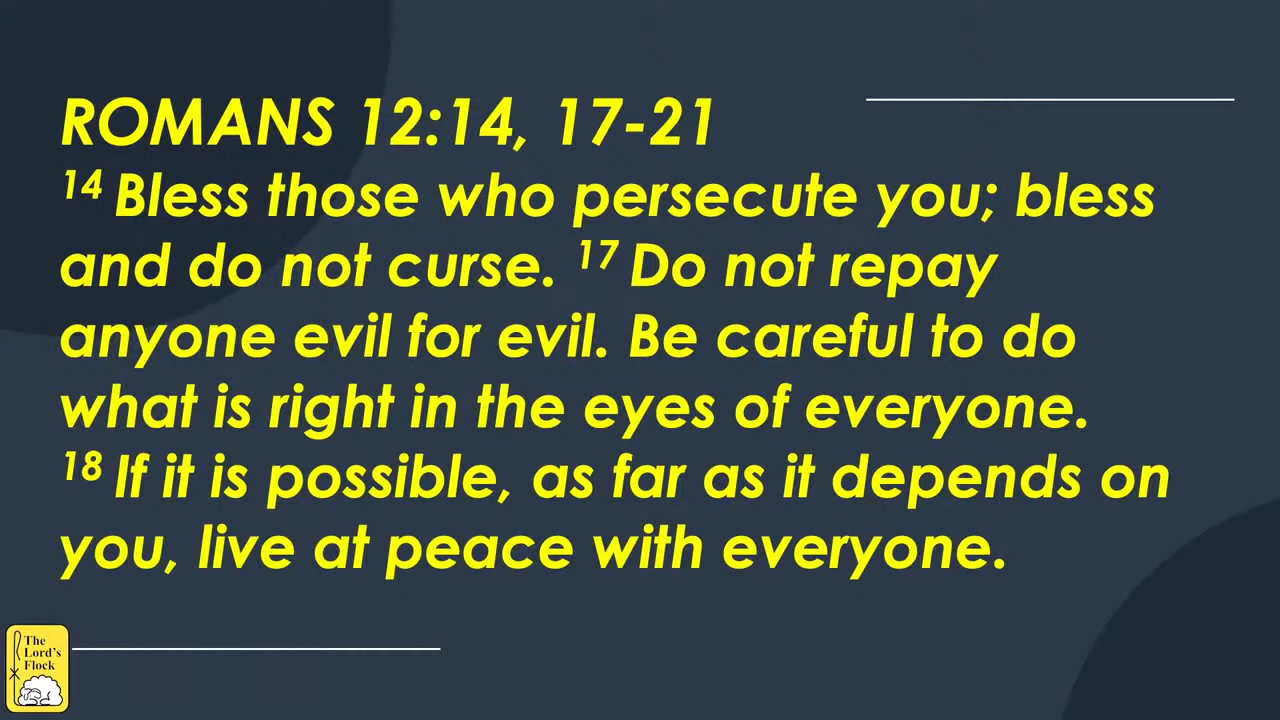 ROMANS 12:14, 17-21
14 Bless those who persecute you; bless
and do not curse. 17 Do not repay
anyone evil for evil. Be careful to do
what is right in the eyes of everyone.
18 If it is possible, as far as it depends on
you, live at peace with everyone.
The
Lord's
Flock